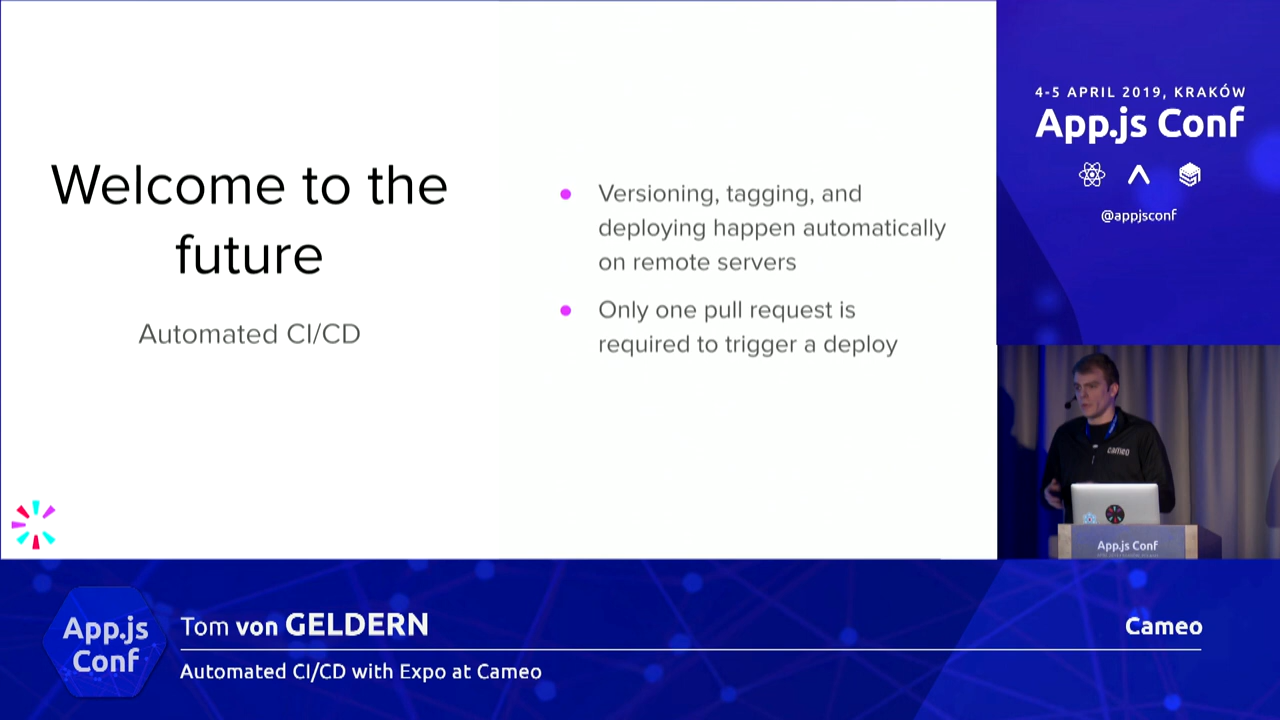 Welcome to the
future
Automated CI/CD
Versioning, tagging, and
deploying happen automatically
on remote servers
Only one pull request is
required to trigger a deploy
4-5 APRIL 2019, KRAKÓW
App.js Conf
@appjsconf
cameo
App.js Conf
App.js
Conf
Tom von GELDERN
Cameo
Automated CI/CD with Expo at Cameo